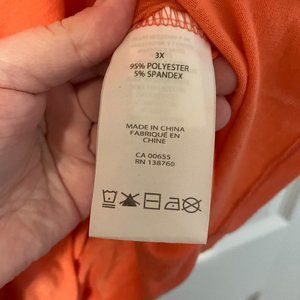 3X
95% POLYESTER
5% SPANDEX
MADE IN CHINA
FABRIQUÉ EN
CHINE
CA 00655
RN 138760